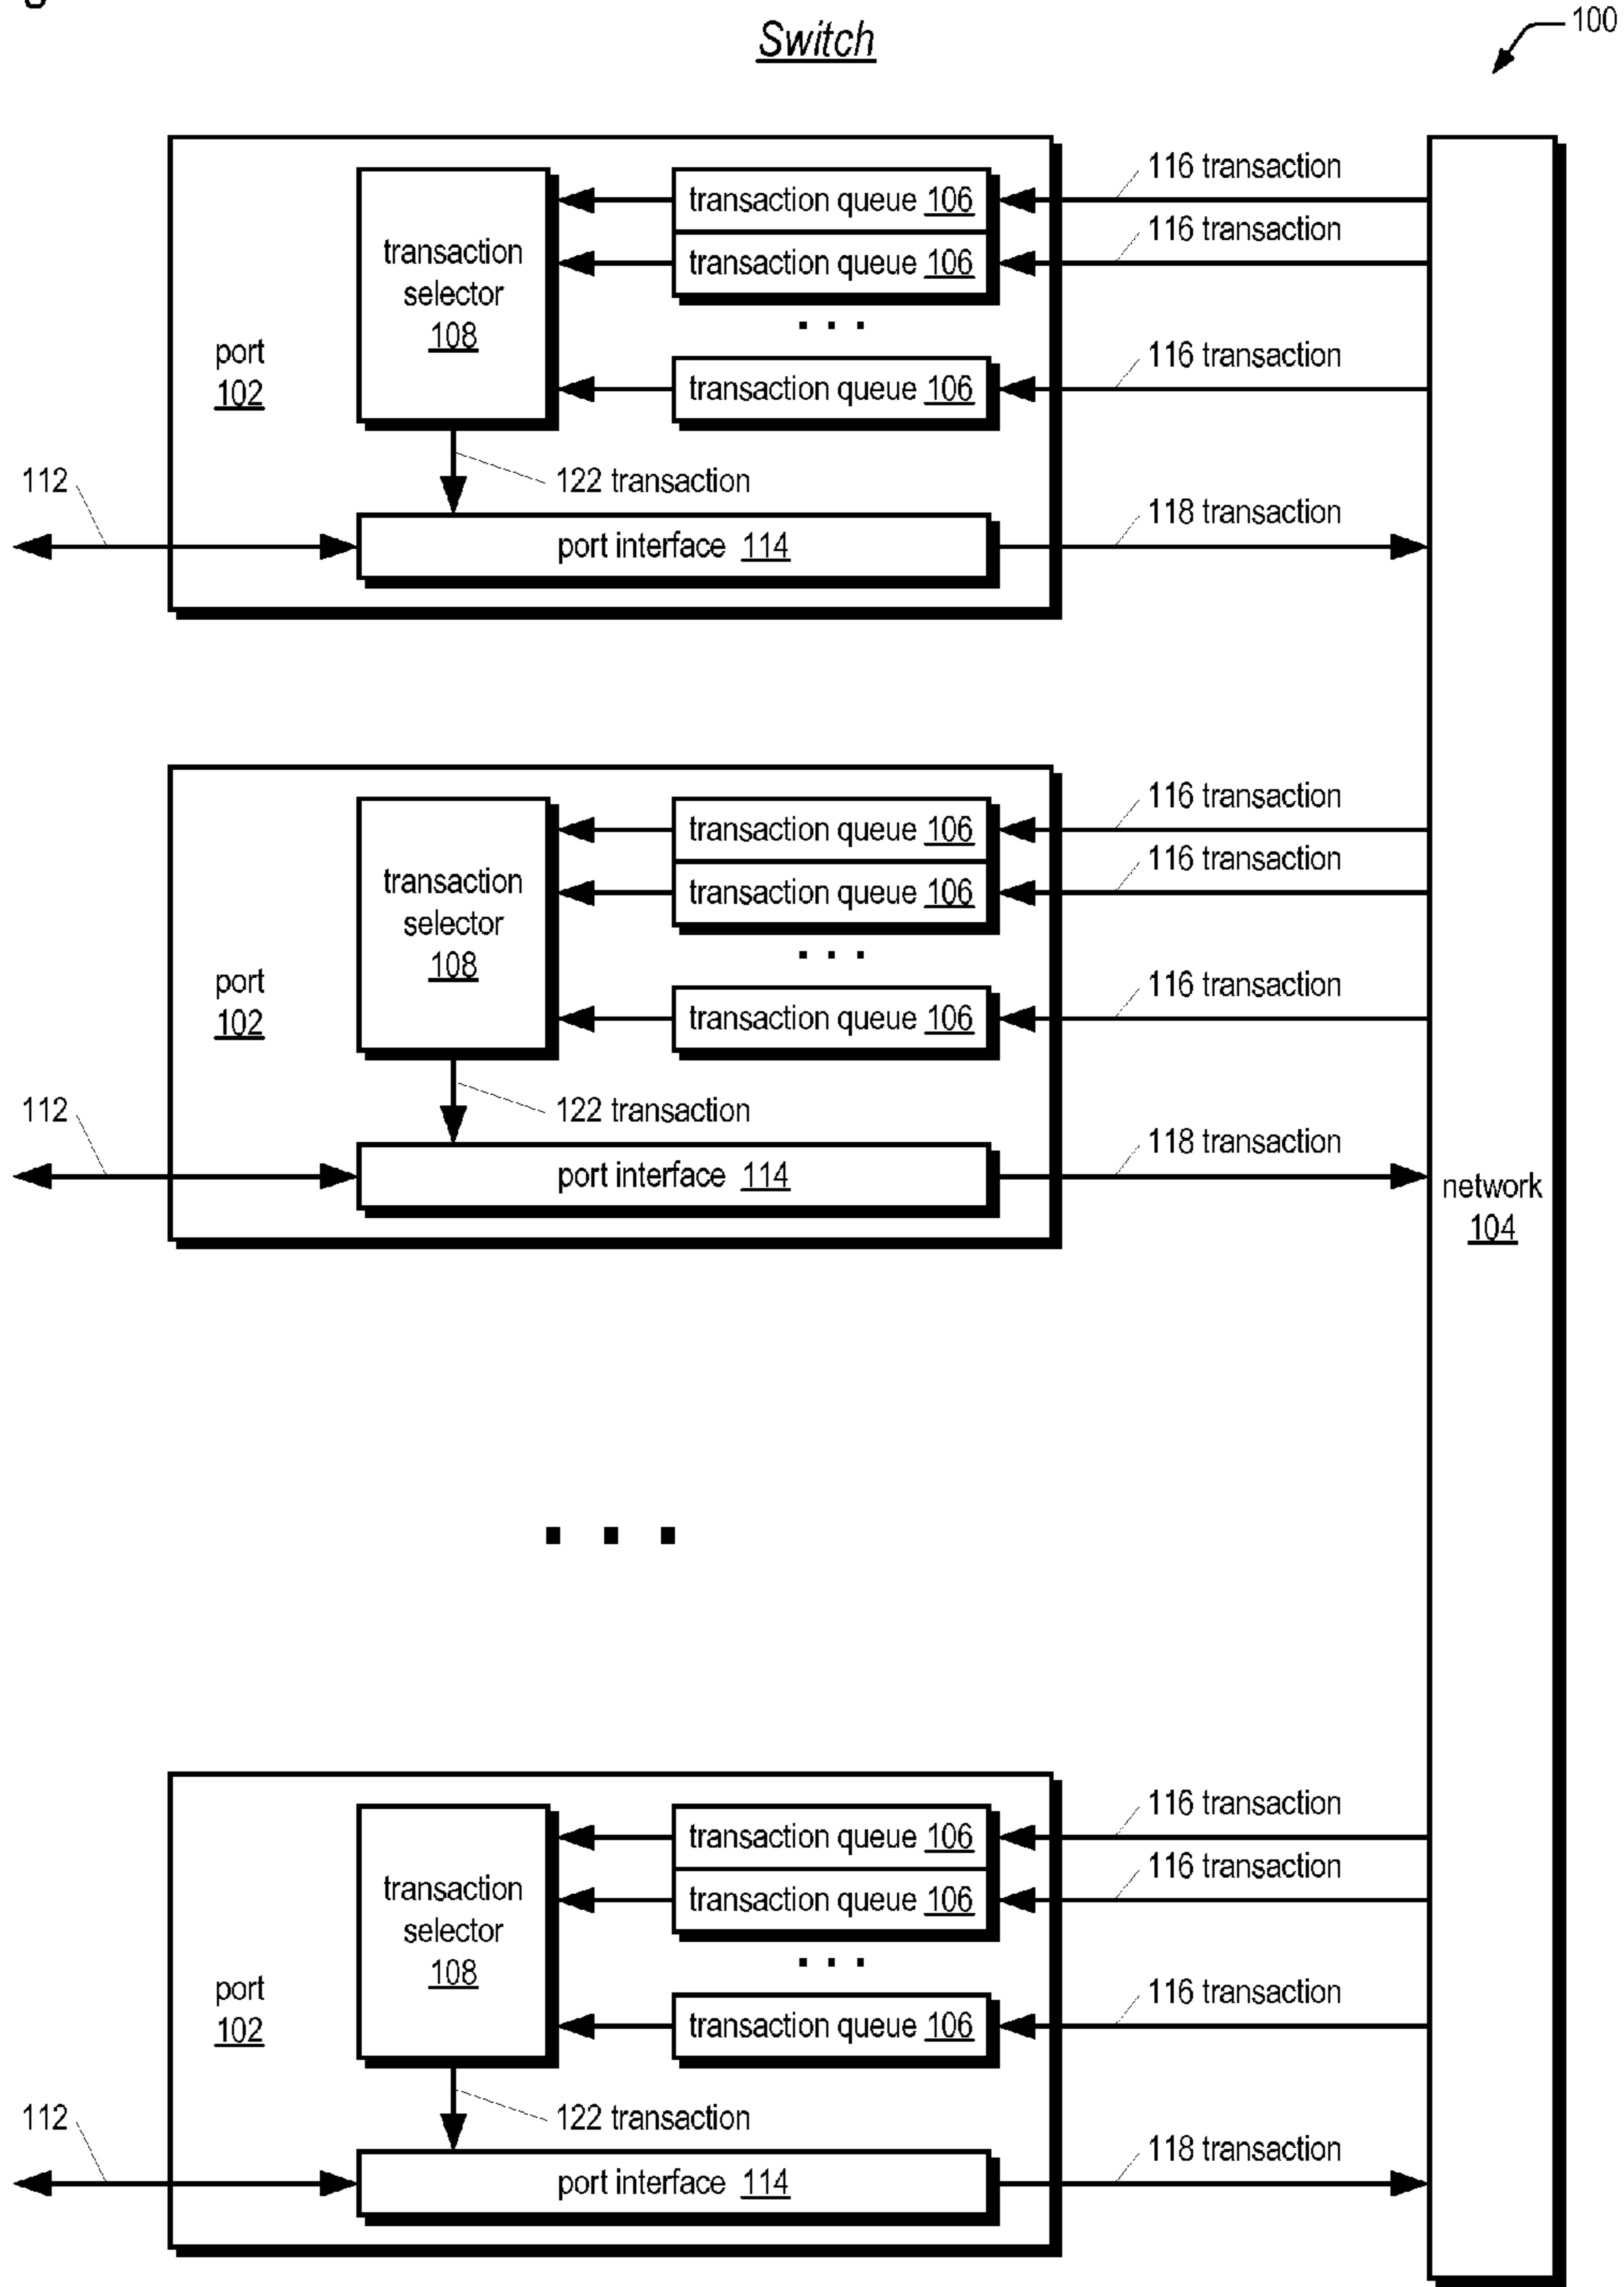 Switch
100
116 transaction
transaction queue 106
116 transaction
transaction selector 108
transaction queue 106
. . .
116 transaction
port 102
transaction queue 106
112
122 transaction
118 transaction
port interface 114
116 transaction
transaction queue 106
116 transaction
transaction selector 108
transaction queue 106
. . .
116 transaction
port 102
transaction queue 106
112
122 transaction
118 transaction
port interface 114
network 104
. . .
116 transaction
transaction queue 106
116 transaction
transaction selector 108
transaction queue 106
. . .
116 transaction
port 102
transaction queue 106
112
122 transaction
118 transaction
port interface 114